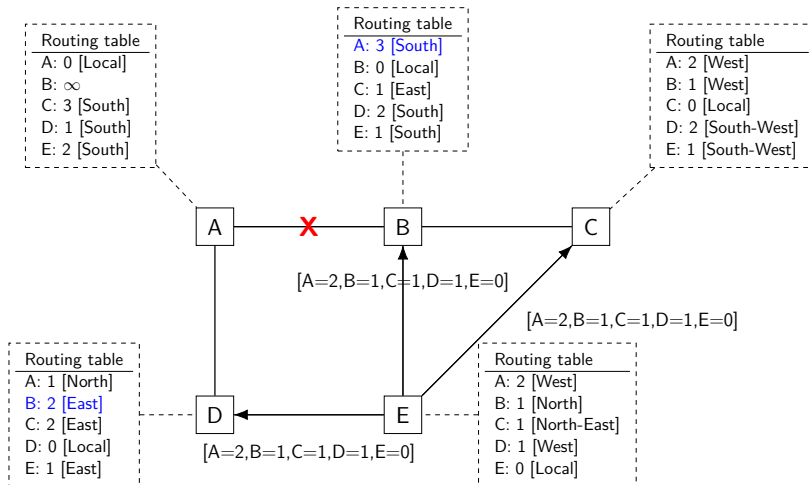 Routing table
A: 0 [Local]
B: ∞
C: 3 [South]
D: 1 [South]
E: 2 [South]
Routing table
A: 3 [South]
B: 0 [Local]
C: 1 [East]
D: 2 [South]
E: 1 [South]
Routing table
A: 2 [West]
B: 1 [West]
C: 0 [Local]
D: 2 [South-West]
E: 1 [South-West]
A
X
B
C
[A=2,B=1,C=1,D=1,E=0]
[A=2,B=1,C=1,D=1,E=0]
Routing table
A: 1 [North]
B: 2 [East]
C: 2 [East]
D: 0 [Local]
E: 1 [East]
D
E
[A=2,B=1,C=1,D=1,E=0]
Routing table
A: 2 [West]
B: 1 [North]
C: 1 [North-East]
D: 1 [West]
E: 0 [Local]